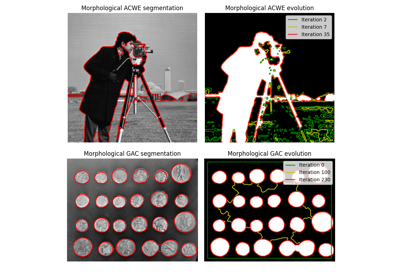 Morphological ACWE segmentation
Morphological ACWE evolution
Iteration 2
Iteration 7
Iteration 35
Morphological GAC segmentation
Morphological GAC evolution
Iteration 0
Iteration 100
Iteration 230